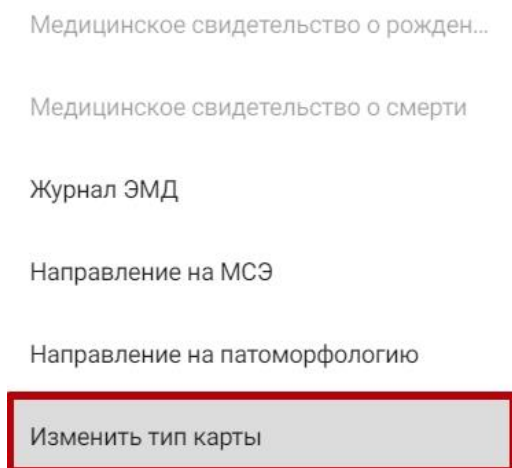 Медицинское свидетельство о рожден...
Медицинское свидетельство о смерти
Журнал ЭМД
Направление на МСЭ
Направление на патоморфологию
Изменить тип карты